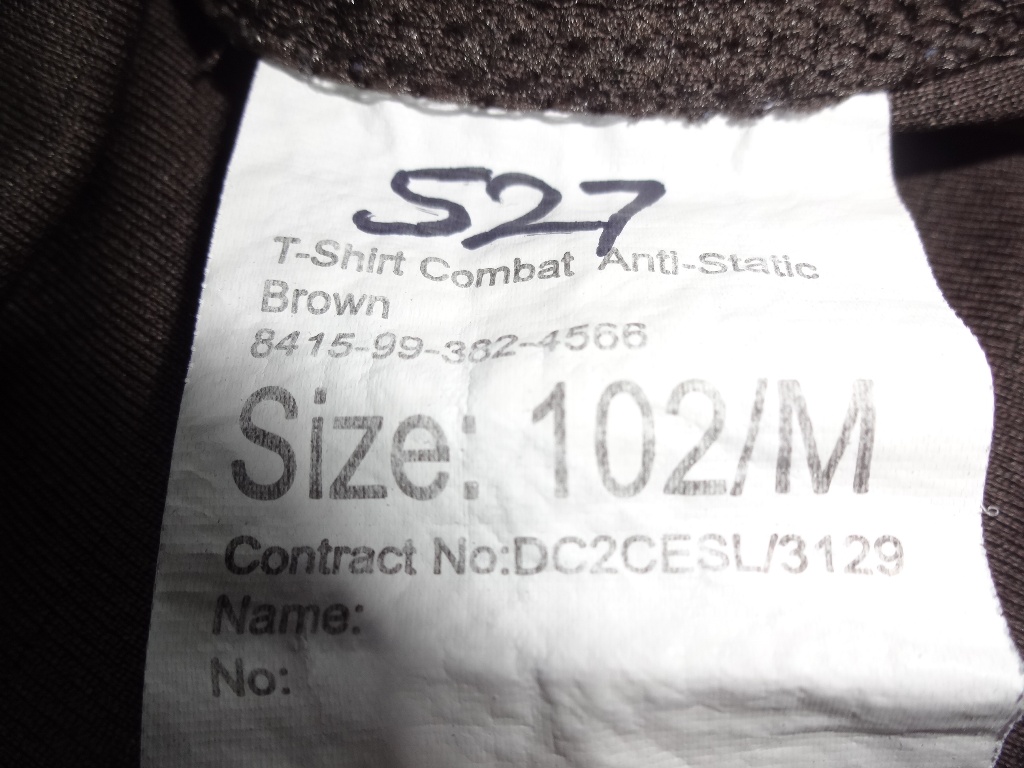 527
T-Shirt Combat Anti-Static
Brown
8415-99-382-4566
Size: 102/M
Contract No:DC2CESL/3129
Name:
No: